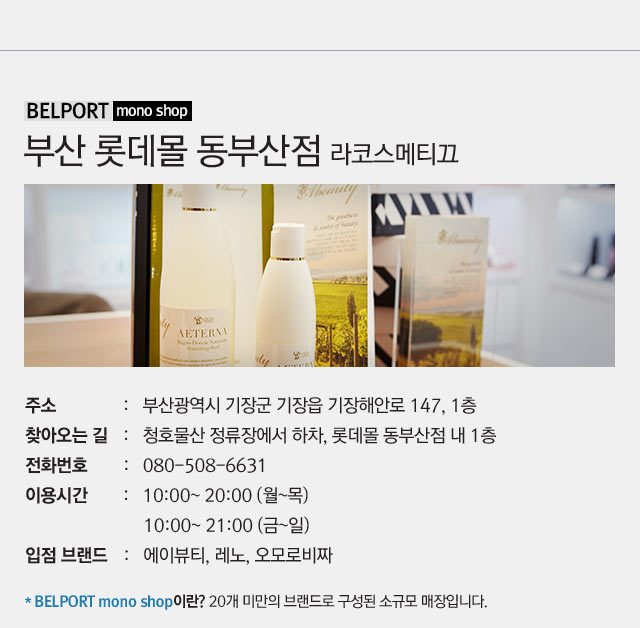 BELPORT mono shop
부산 롯데몰 동부산점 라코스메티끄
Abeauty
The goodness
as source of beauty
AETERNA
Bagno Doccia Nutriente
Nourishing Bath
주소 : 부산광역시 기장군 기장읍 기장해안로 147, 1층
찾아오는 길 : 청호물산 정류장에서 하차, 롯데몰 동부산점 내 1층
전화번호 : 080-508-6631
이용시간 : 10:00~ 20:00 (월~목)
10:00~ 21:00 (금~일)
입점 브랜드 : 에이뷰티, 레노, 오모로비짜
* BELPORT mono shop이란? 20개 미만의 브랜드로 구성된 소규모 매장입니다.